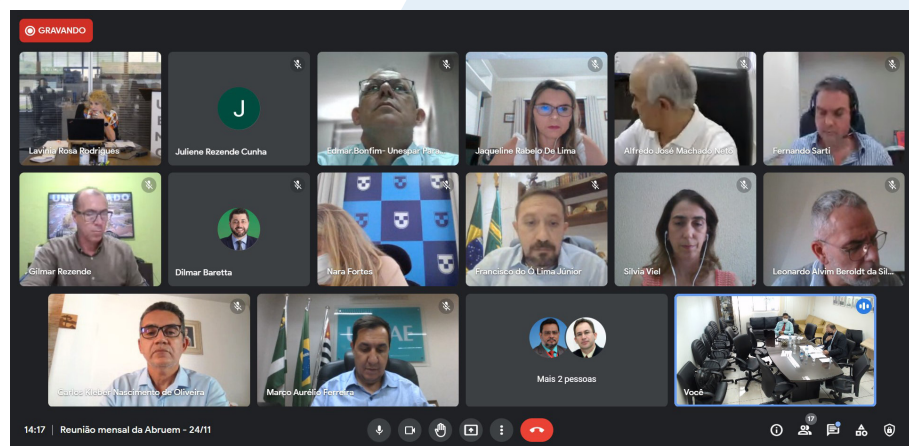 GRAVANDO
Lavínia Rosa Rodrigues
J
Juliene Rezende Cunha
Edmar.Bonfim- Unespar Para...
Jaqueline Rabelo De Lima
Alfredo José Machado Neto
Fernando Sarti
Gilmar Rezende
Dilmar Baretta
Nara Fortes
Francisco do Ó Lima Júnior
Silvia Viel
Leonardo Alvim Beroldt da Sil...
Carlos Kleber Nascimento de Oliveira
Marco Aurélio Ferreira
Mais 2 pessoas
Você
14:17 | Reunião mensal da Abruem - 24/11
17